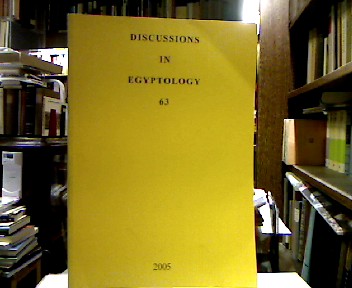 DISCUSSIONS
IN
EGYPTOLOGY
63
2005